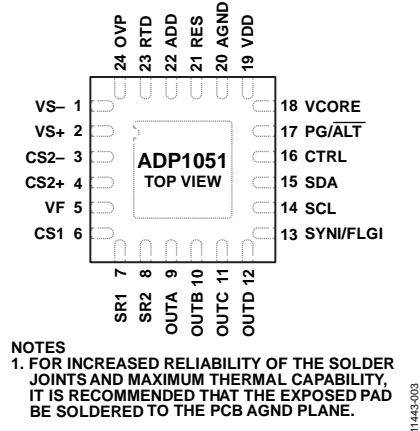 24 OVP
23 RTD
22 ADD
21 RES
20 AGND
19 VDD
VS– 1
VS+ 2
CS2– 3
CS2+ 4
VF 5
CS1 6
ADP1051
TOP VIEW
18 VCORE
17 PG/ALT
16 CTRL
15 SDA
14 SCL
13 SYNI/FLGI
SR1 7
SR2 8
OUTA 9
OUTB 10
OUTC 11
OUTD 12
NOTES
1. FOR INCREASED RELIABILITY OF THE SOLDER
JOINTS AND MAXIMUM THERMAL CAPABILITY,
IT IS RECOMMENDED THAT THE EXPOSED PAD
BE SOLDERED TO THE PCB AGND PLANE.
11443-003